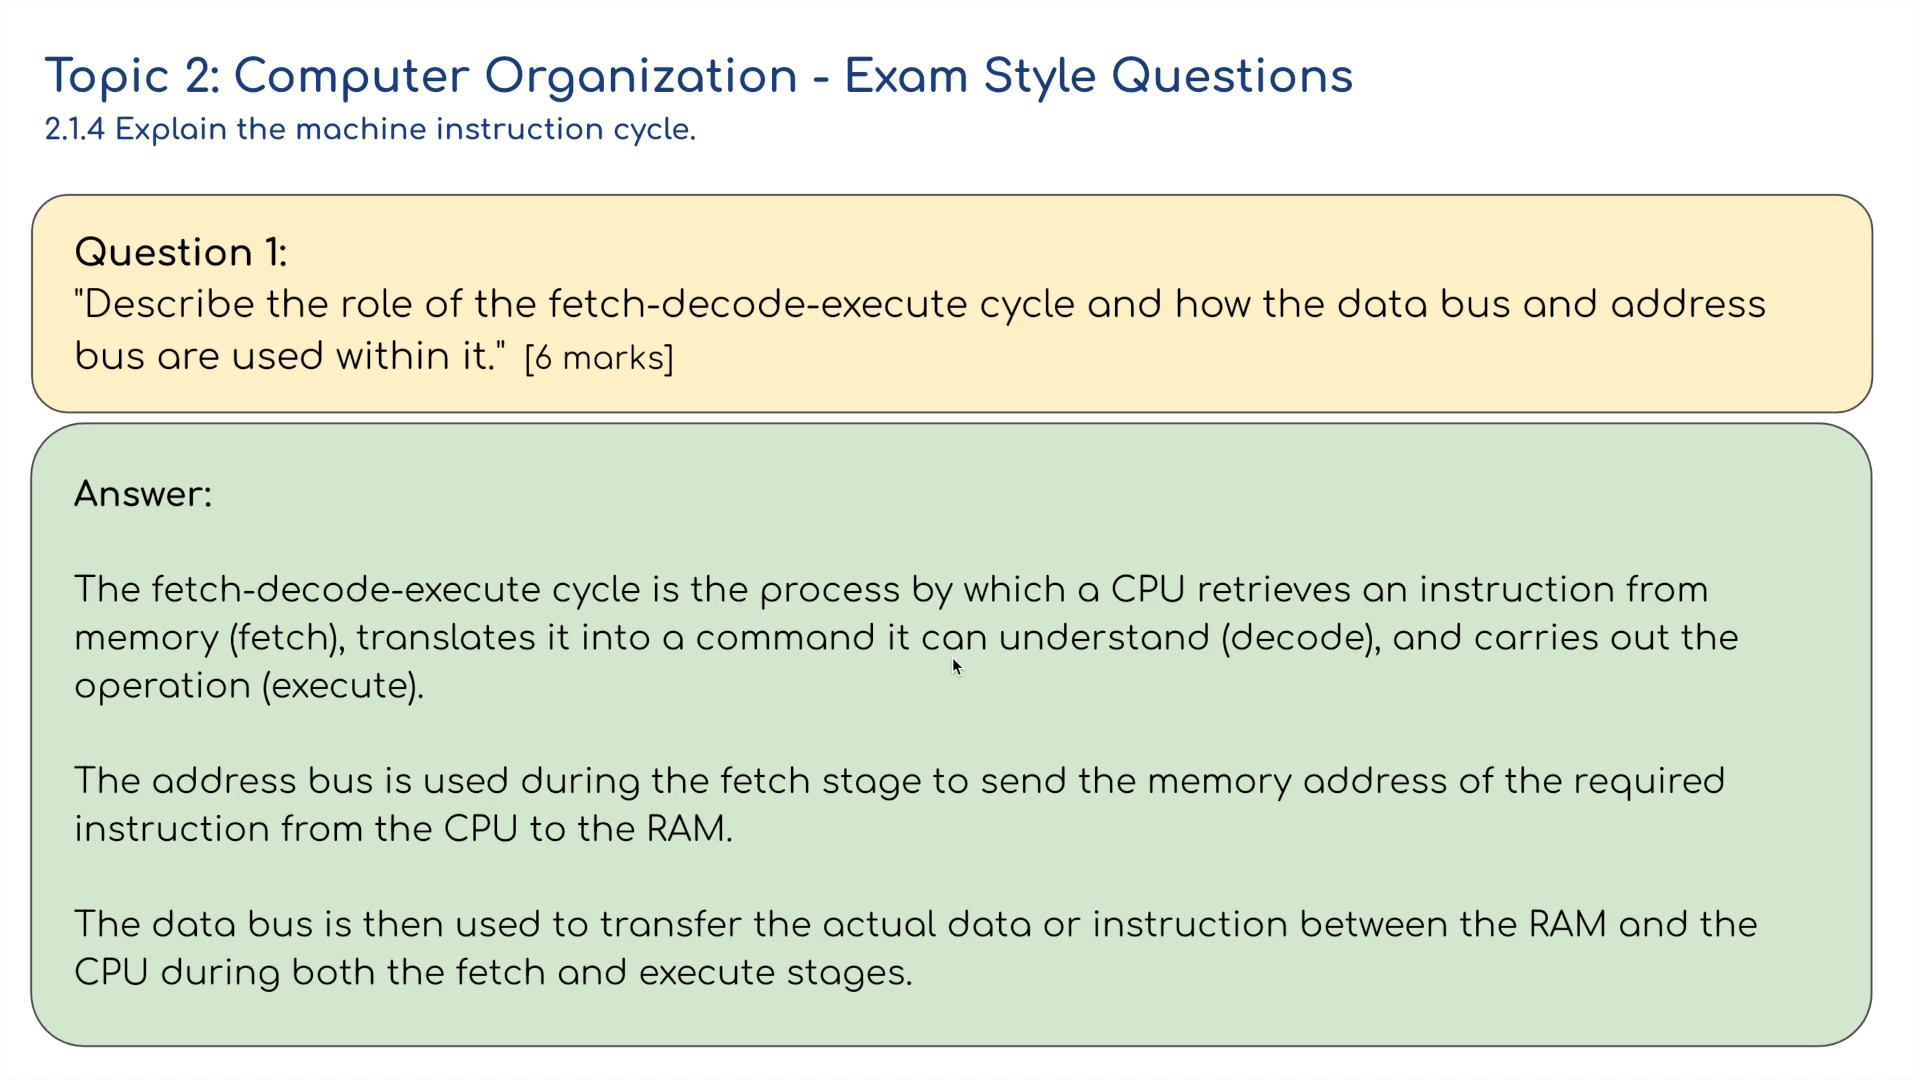 Topic 2: Computer Organization - Exam Style Questions
2.1.4 Explain the machine instruction cycle.
Question 1:
"Describe the role of the fetch-decode-execute cycle and how the data bus and address
bus are used within it." [6 marks]
Answer:
The fetch-decode-execute cycle is the process by which a CPU retrieves an instruction from
memory (fetch), translates it into a command it can understand (decode), and carries out the
operation (execute).
The address bus is used during the fetch stage to send the memory address of the required
instruction from the CPU to the RAM.
The data bus is then used to transfer the actual data or instruction between the RAM and the
CPU during both the fetch and execute stages.